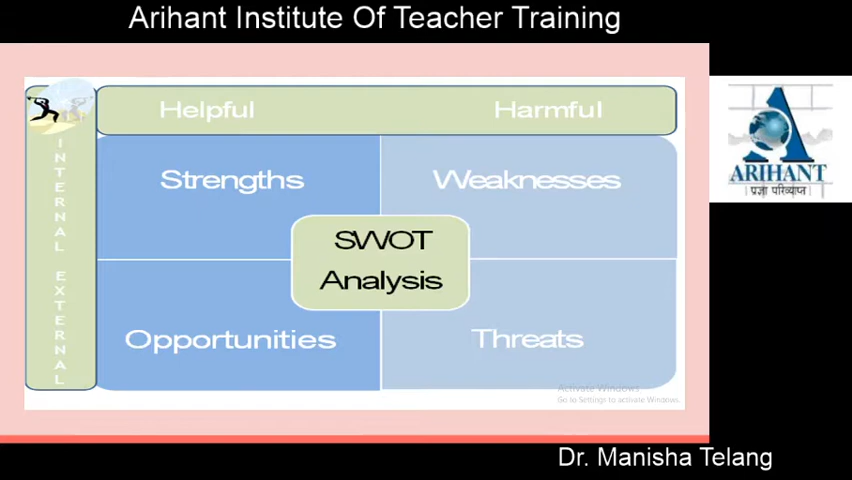 Arihant Institute Of Teacher Training
Helpful Harmful
INTERNAL EXTERNAL
Strengths Weaknesses
SWOT
Analysis
Opportunities Threats
ARIHANT
प्रज्ञा परिव्याप्त
Activate Windows
Go to Settings to activate Windows.
Dr. Manisha Telang